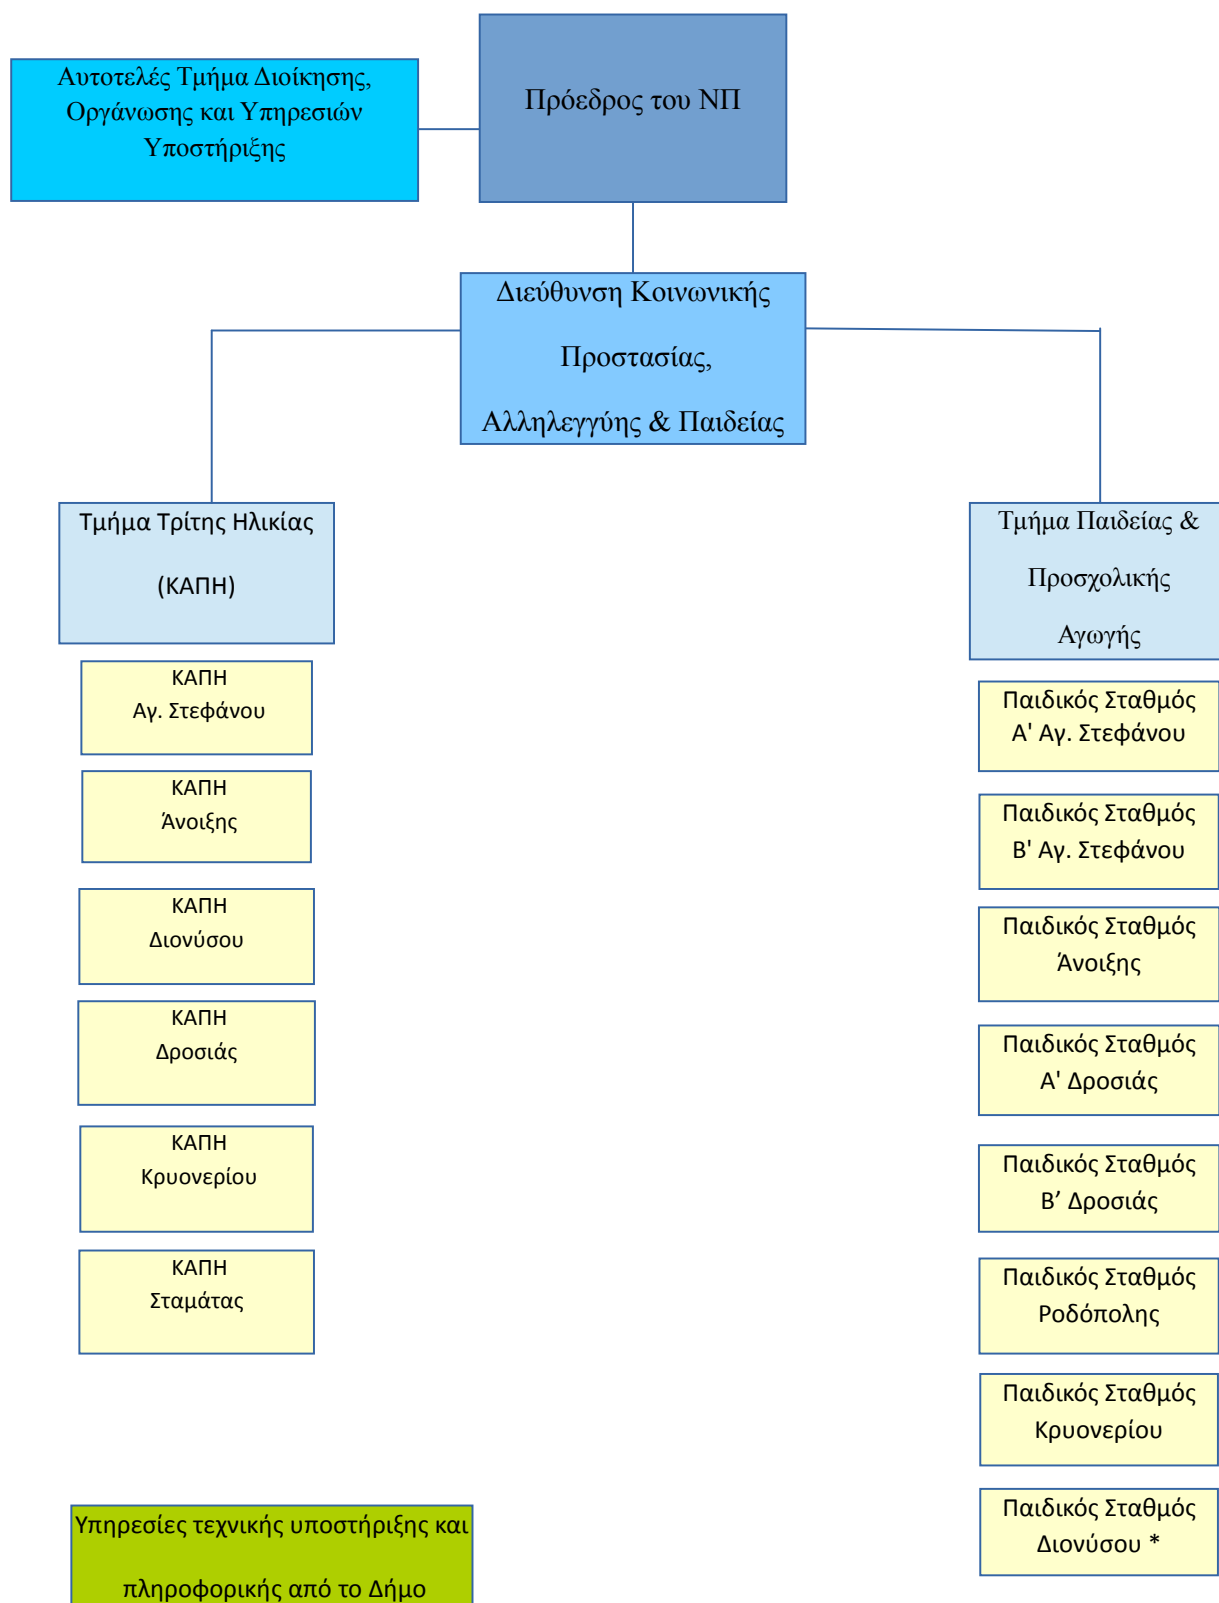 Αυτοτελές Τμήμα Διοίκησης,
Οργάνωσης και Υπηρεσιών
Υποστήριξης
Πρόεδρος του ΝΠ
Διεύθυνση Κοινωνικής
Προστασίας,
Αλληλεγγύης & Παιδείας
Τμήμα Τρίτης Ηλικίας
(ΚΑΠΗ)
ΚΑΠΗ
Αγ. Στεφάνου
ΚΑΠΗ
Άνοιξης
ΚΑΠΗ
Διονύσου
ΚΑΠΗ
Δροσιάς
ΚΑΠΗ
Κρυονερίου
ΚΑΠΗ
Σταμάτας
Τμήμα Παιδείας &
Προσχολικής
Αγωγής
Παιδικός Σταθμός
Α' Αγ. Στεφάνου
Παιδικός Σταθμός
Β' Αγ. Στεφάνου
Παιδικός Σταθμός
Άνοιξης
Παιδικός Σταθμός
Α' Δροσιάς
Παιδικός Σταθμός
Β’ Δροσιάς
Παιδικός Σταθμός
Ροδόπολης
Παιδικός Σταθμός
Κρυονερίου
Παιδικός Σταθμός
Διονύσου *
Υπηρεσίες τεχνικής υποστήριξης και
πληροφορικής από το Δήμο